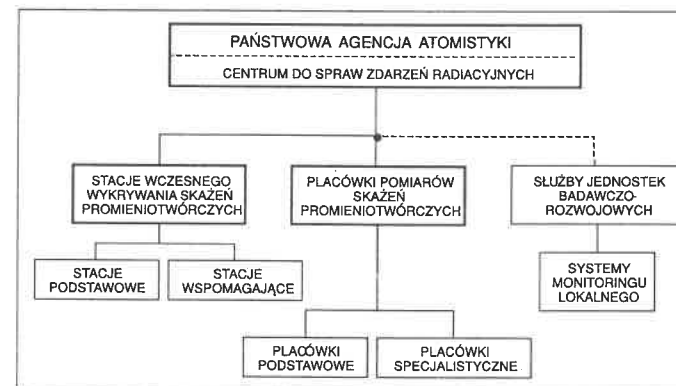 PAŃSTWOWA AGENCJA ATOMISTYKI
CENTRUM DO SPRAW ZDARZEŃ RADIACYJNYCH
STACJE WCZESNEGO
WYKRYWANIA SKAŻEŃ
PROMIENIOTWÓRCZYCH
PLACÓWKI POMIARÓW
SKAŻEŃ
PROMIENIOTWÓRCZYCH
SŁUŻBY JEDNOSTEK
BADAWCZO-
ROZWOJOWYCH
STACJE
PODSTAWOWE
STACJE
WSPOMAGAJĄCE
SYSTEMY
MONITORINGU
LOKALNEGO
PLACÓWKI
PODSTAWOWE
PLACÓWKI
SPECJALISTYCZNE